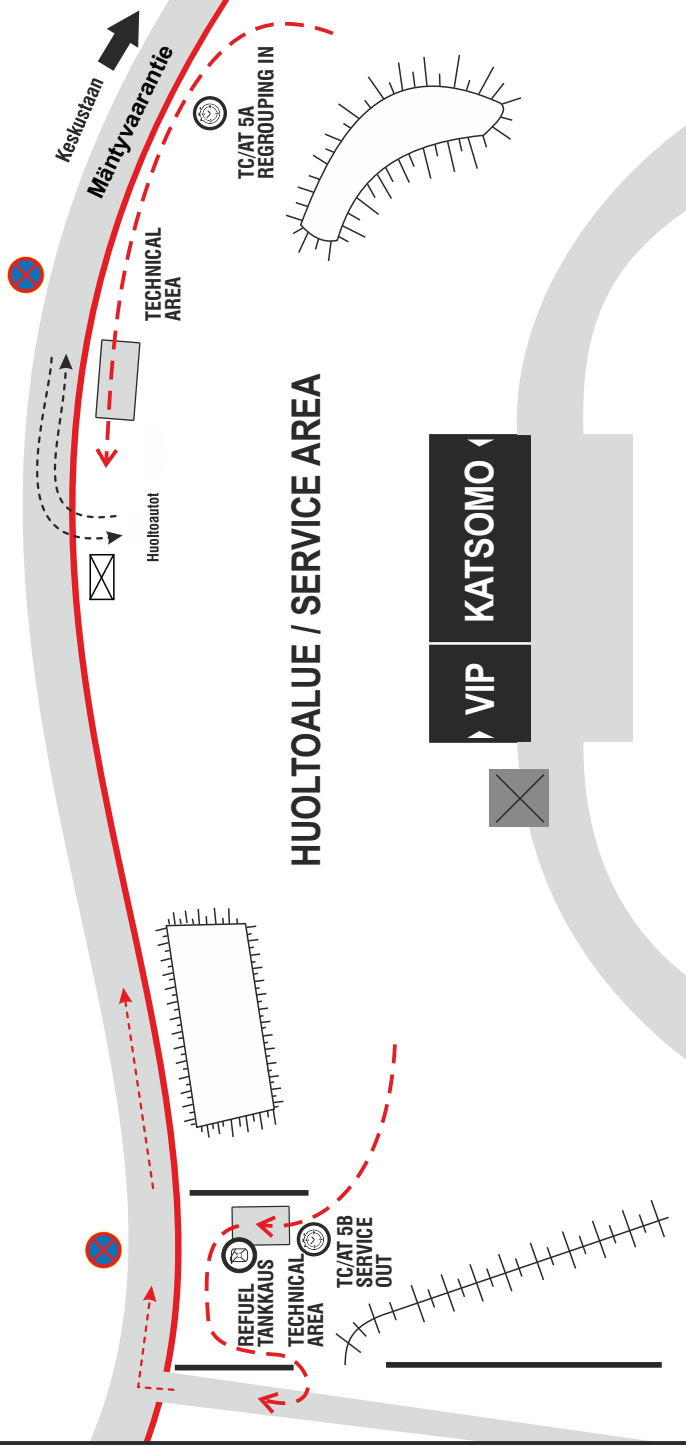 Keskustaan
Mäntyvaarantie
TC/AT 5A
REGROUPING IN
TECHNICAL
AREA
Huoltoautot
HUOLTOALUE / SERVICE AREA
VIP
KATSOMO
REFUEL
TANKKAUS
TECHNICAL
AREA
TC/AT 5B
SERVICE
OUT